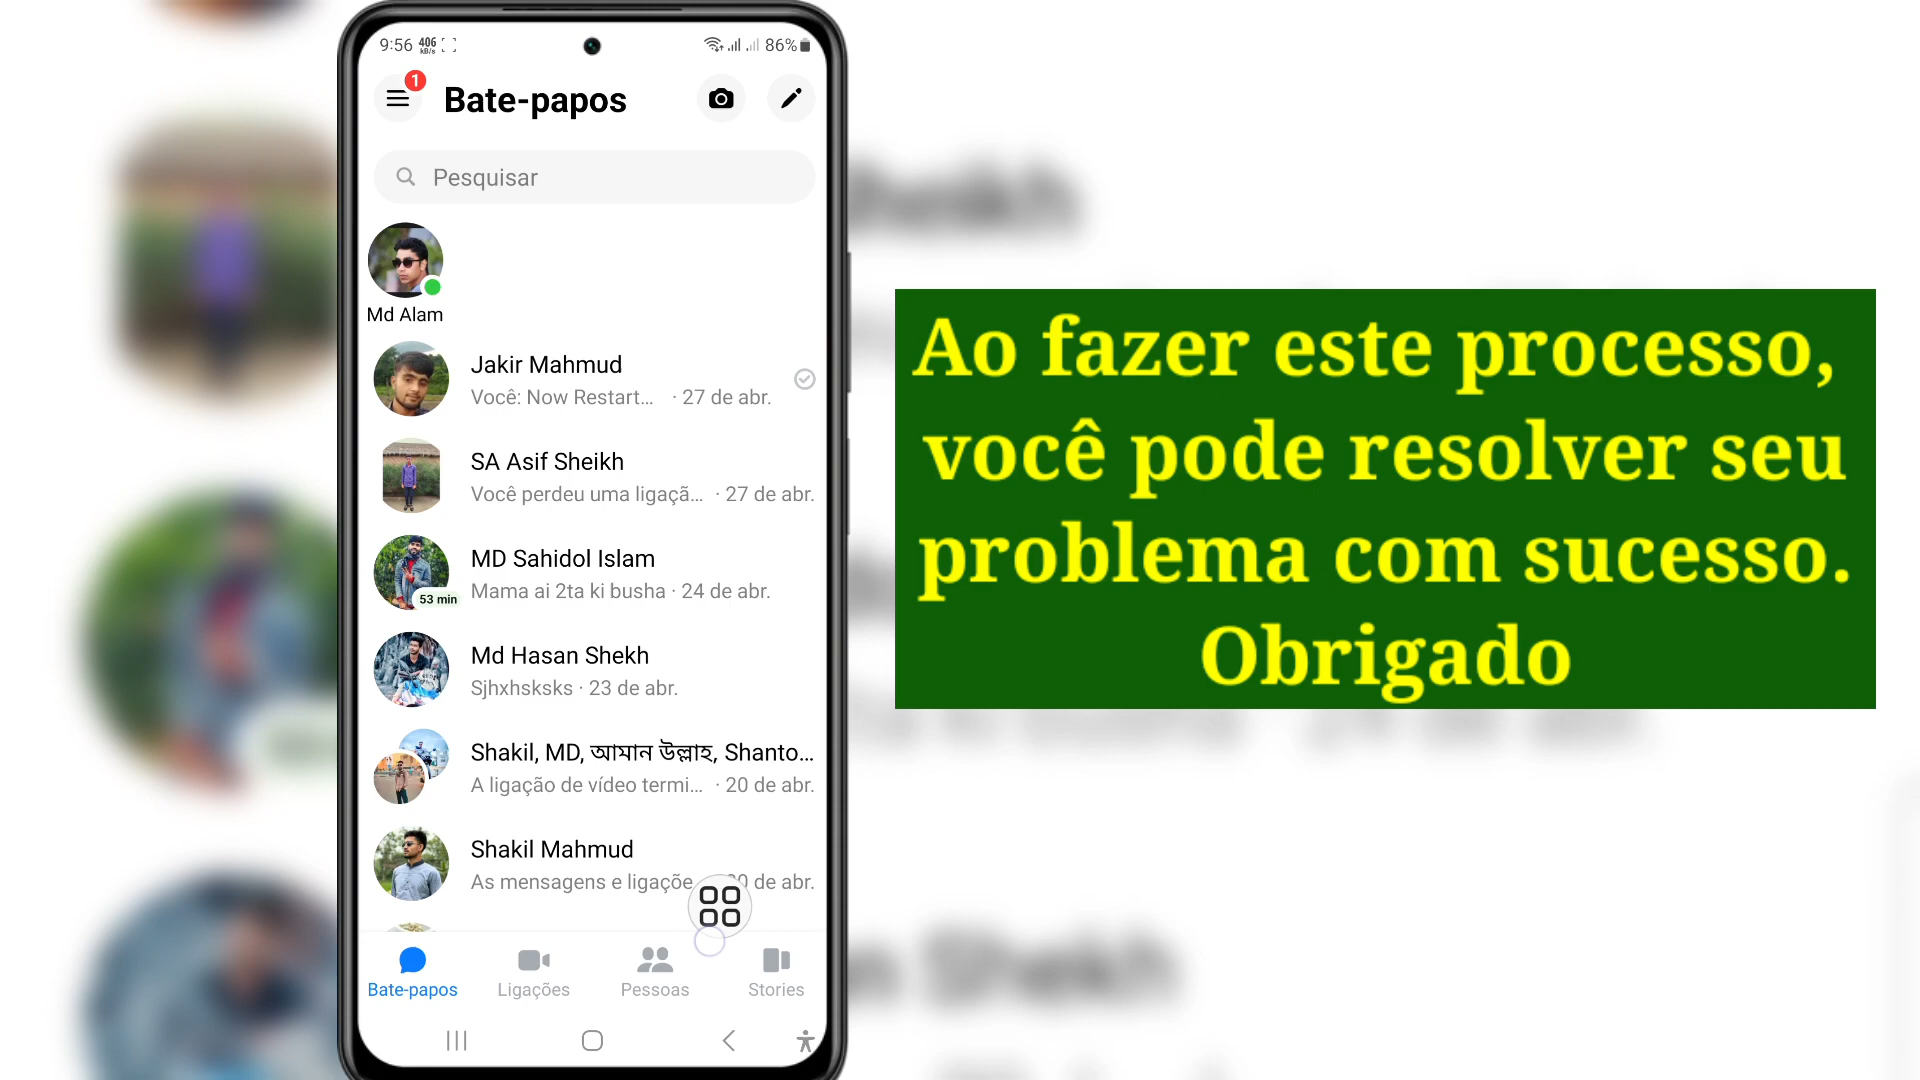 9:56 406 kB/s 86%
1
Bate-papos
Pesquisar
Md Alam
Jakir Mahmud
Você: Now Restart... · 27 de abr.
SA Asif Sheikh
Você perdeu uma ligaçã... · 27 de abr.
MD Sahidol Islam
Mama ai 2ta ki busha · 24 de abr.
53 min
Md Hasan Shekh
Sjhxhsksks · 23 de abr.
Shakil, MD, আমান উল্লাহ, Shanto...
A ligação de vídeo termi... · 20 de abr.
Shakil Mahmud
As mensagens e ligaçõe 0 de abr.
Bate-papos Ligações Pessoas Stories
Ao fazer este processo,
você pode resolver seu
problema com sucesso.
Obrigado